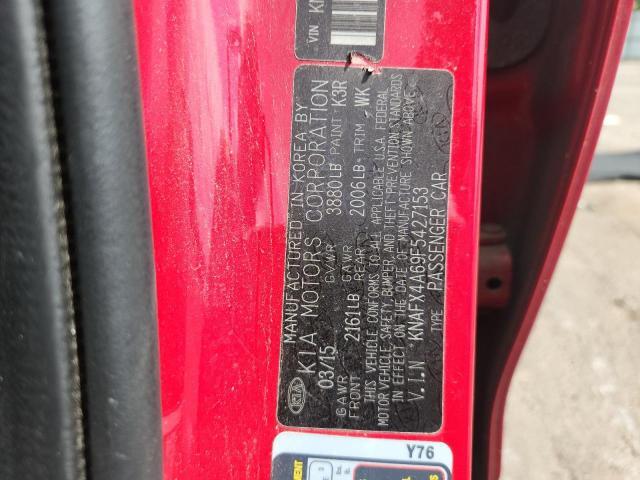 VIN
KIA
MANUFACTURED IN KOREA BY
KIA MOTORS CORPORATION
03/15 GVWR 3880LB PAINT K3R
GAWR FRONT 2161LB GAWR REAR 2006LB TRIM WK
THIS VEHICLE CONFORMS TO ALL APPLICABLE U.S.A. FEDERAL
MOTOR VEHICLE SAFETY, BUMPER, AND THEFT PREVENTION STANDARDS
IN EFFECT ON THE DATE OF MANUFACTURE SHOWN ABOVE.
V.I.N KNAFX4A69F5427153
TYPE PASSENGER CAR
Y76